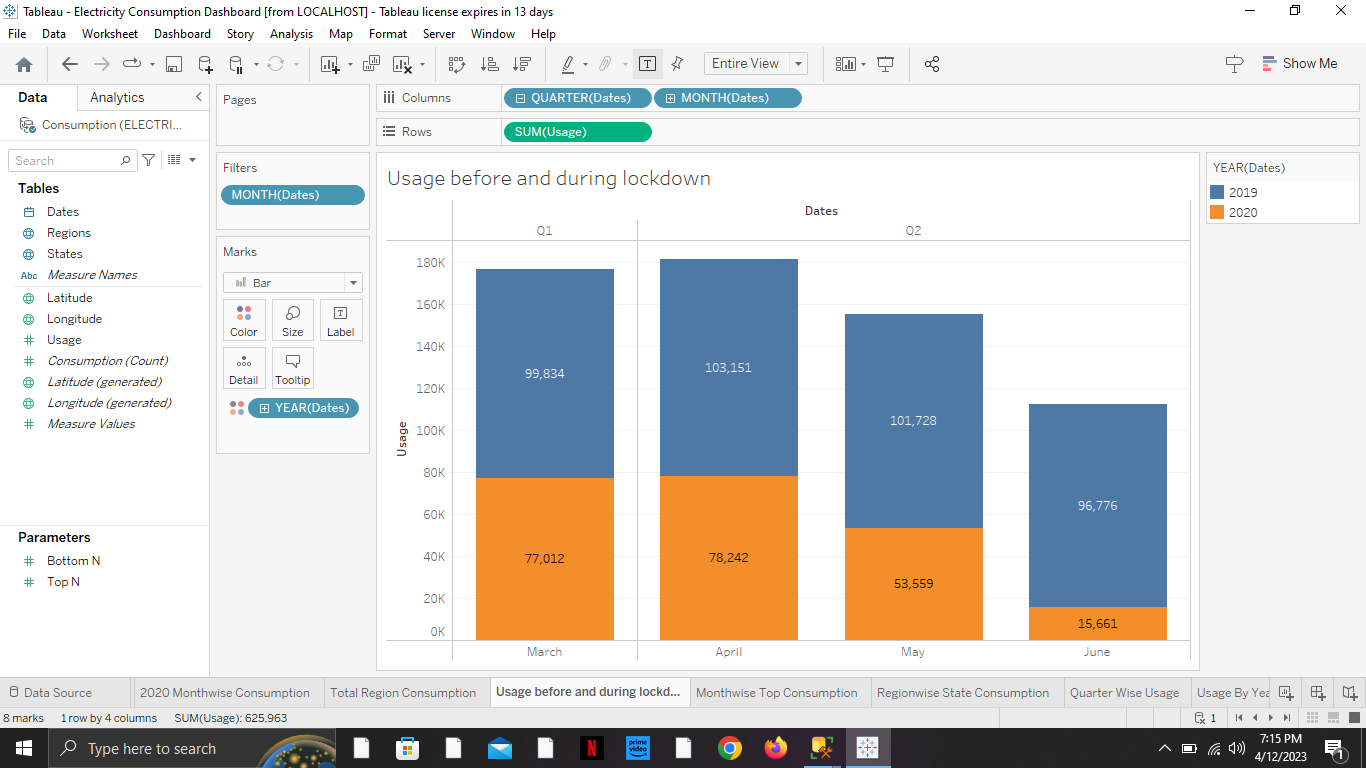 Tableau - Electricity Consumption Dashboard [from LOCALHOST] - Tableau license expires in 13 days
File Data Worksheet Dashboard Story Analysis Map Format Server Window Help
Entire View
Show Me
Data Analytics
Consumption (ELECTRI...
Search
Tables
Dates
Regions
States
Abc Measure Names
Latitude
Longitude
Usage
Consumption (Count)
Latitude (generated)
Longitude (generated)
Measure Values
Parameters
Bottom N
Top N
Pages
Filters
MONTH(Dates)
Marks
Bar
Color Size Label
Detail Tooltip
YEAR(Dates)
Columns QUARTER(Dates) MONTH(Dates)
Rows SUM(Usage)
Usage before and during lockdown
Dates
Q1 Q2
180K
160K
140K
120K
100K
80K
60K
40K
20K
0K
Usage
99,834 103,151 101,728 96,776
77,012 78,242 53,559 15,661
March April May June
YEAR(Dates)
2019
2020
Data Source 2020 Monthwise Consumption Total Region Consumption Usage before and during lockd... Monthwise Top Consumption Regionwise State Consumption Quarter Wise Usage Usage By Yea
8 marks 1 row by 4 columns SUM(Usage): 625,963 1
Type here to search
N
prime video
7:15 PM
4/12/2023
1